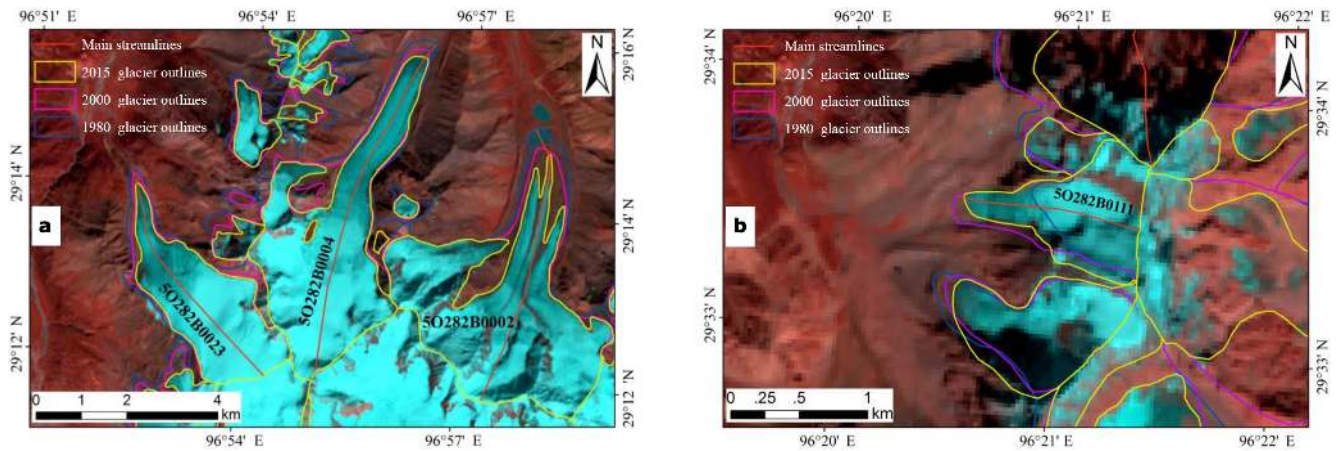 96°51' E 96°54' E 96°57' E
29°16' N
29°14' N
29°12' N
29°14' N
29°12' N
Main streamlines
2015 glacier outlines
2000 glacier outlines
1980 glacier outlines
N
a
5O282B0023
5O282B0004
5O282B0002
0 1 2 4
km
96°54' E 96°57' E
96°20' E 96°21' E 96°22' E
29°34' N
29°33' N
29°34' N
29°33' N
Main streamlines
2015 glacier outlines
2000 glacier outlines
1980 glacier outlines
N
b
5O282B0111
0 .25 .5 1
km
96°20' E 96°21' E 96°22' E